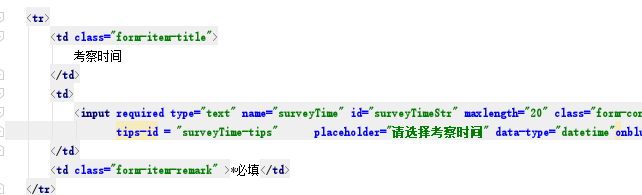 <tr>
<td class="form-item-title">
考察时间
</td>
<td>
<input required type="text" name="surveyTime" id="surveyTimeStr" maxlength="20" class="form-con
tips-id = "surveyTime-tips" placeholder="请选择考察时间" data-type="datetime"onblu
</td>
<td class="form-item-remark" >*必填</td>
</tr>